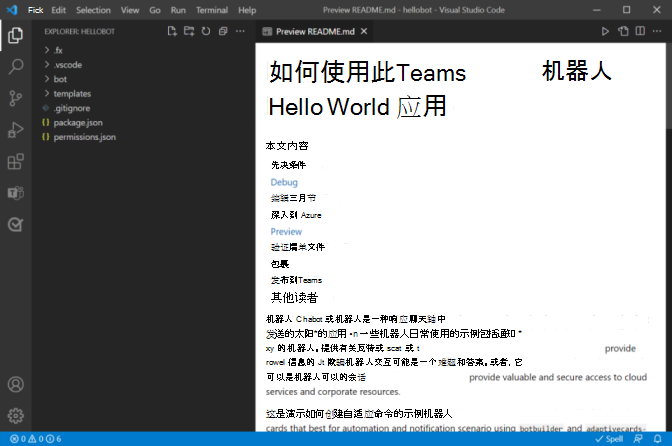 Fick Edit Selection View Go Run Terminal Help Preview README.md - hellobot - Visual Studio Code
EXPLORER: HELLOBOT
Preview README.md
.fx
.vscode
bot
templates
.gitignore
package.json
permissions.json
如何使用此Teams 机器人
Hello World 应用
本文内容
先决条件
Debug
编辑三月节
深入到 Azure
Preview
验证清单文件
包裹
发布到Teams
其他读者
机器人 Chabot 或机器人是一种响应聊天中
发送的太阳"的应用 •n 一些机器人日常使用的示例包括
xy 的机器人。提供有关反特或 scat 或 t provide
rowel 信息的 Jt 欺骗机器人交互可能是一个难题和答案。或者，它
可以是机器人可以的会话 provide valuable and secure access to cloud
services and corporate resources.
这是演示如何创建自适应命令的示例机器人
cards that best for automation and notification scenario using botbuilder and adaptivecards-
0 0 6 Spell